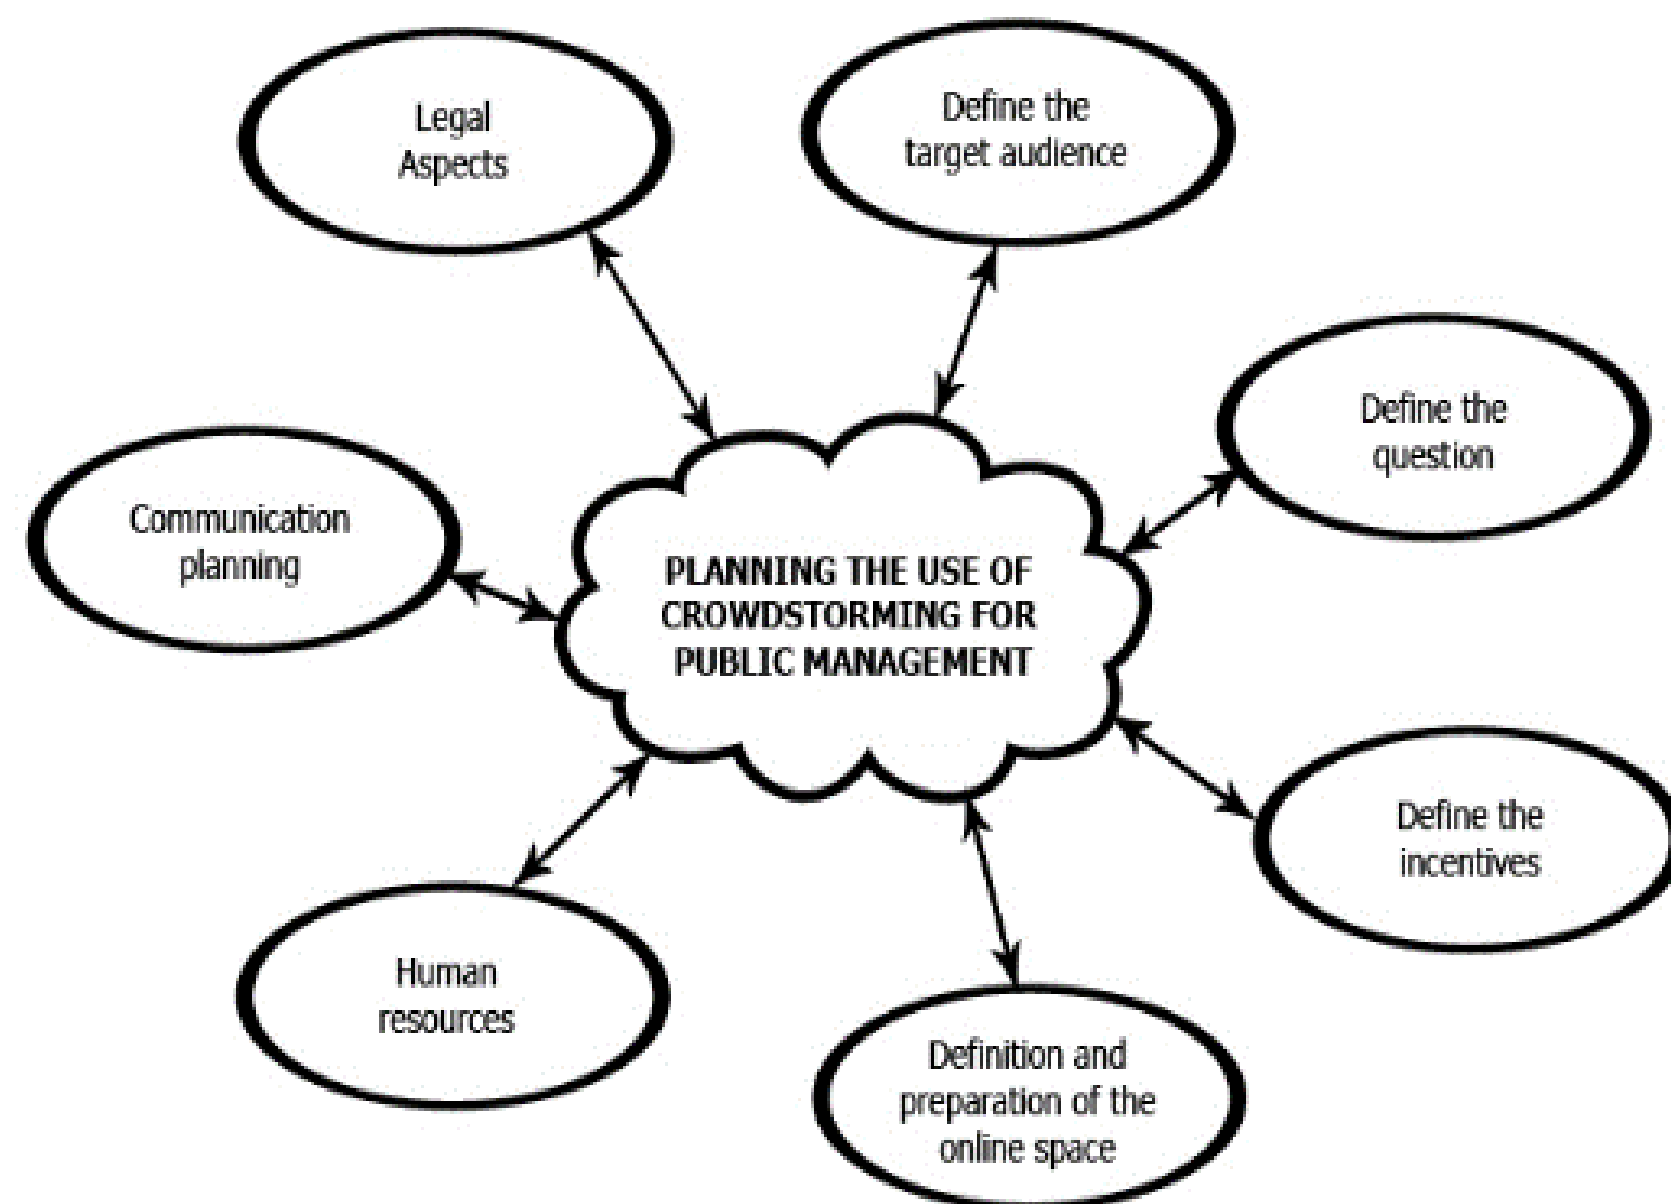 Legal
Aspects
Define the
target audience
Define the
question
Communication
planning
PLANNING THE USE OF
CROWDSTORMING FOR
PUBLIC MANAGEMENT
Define the
incentives
Human
resources
Definition and
preparation of the
online space